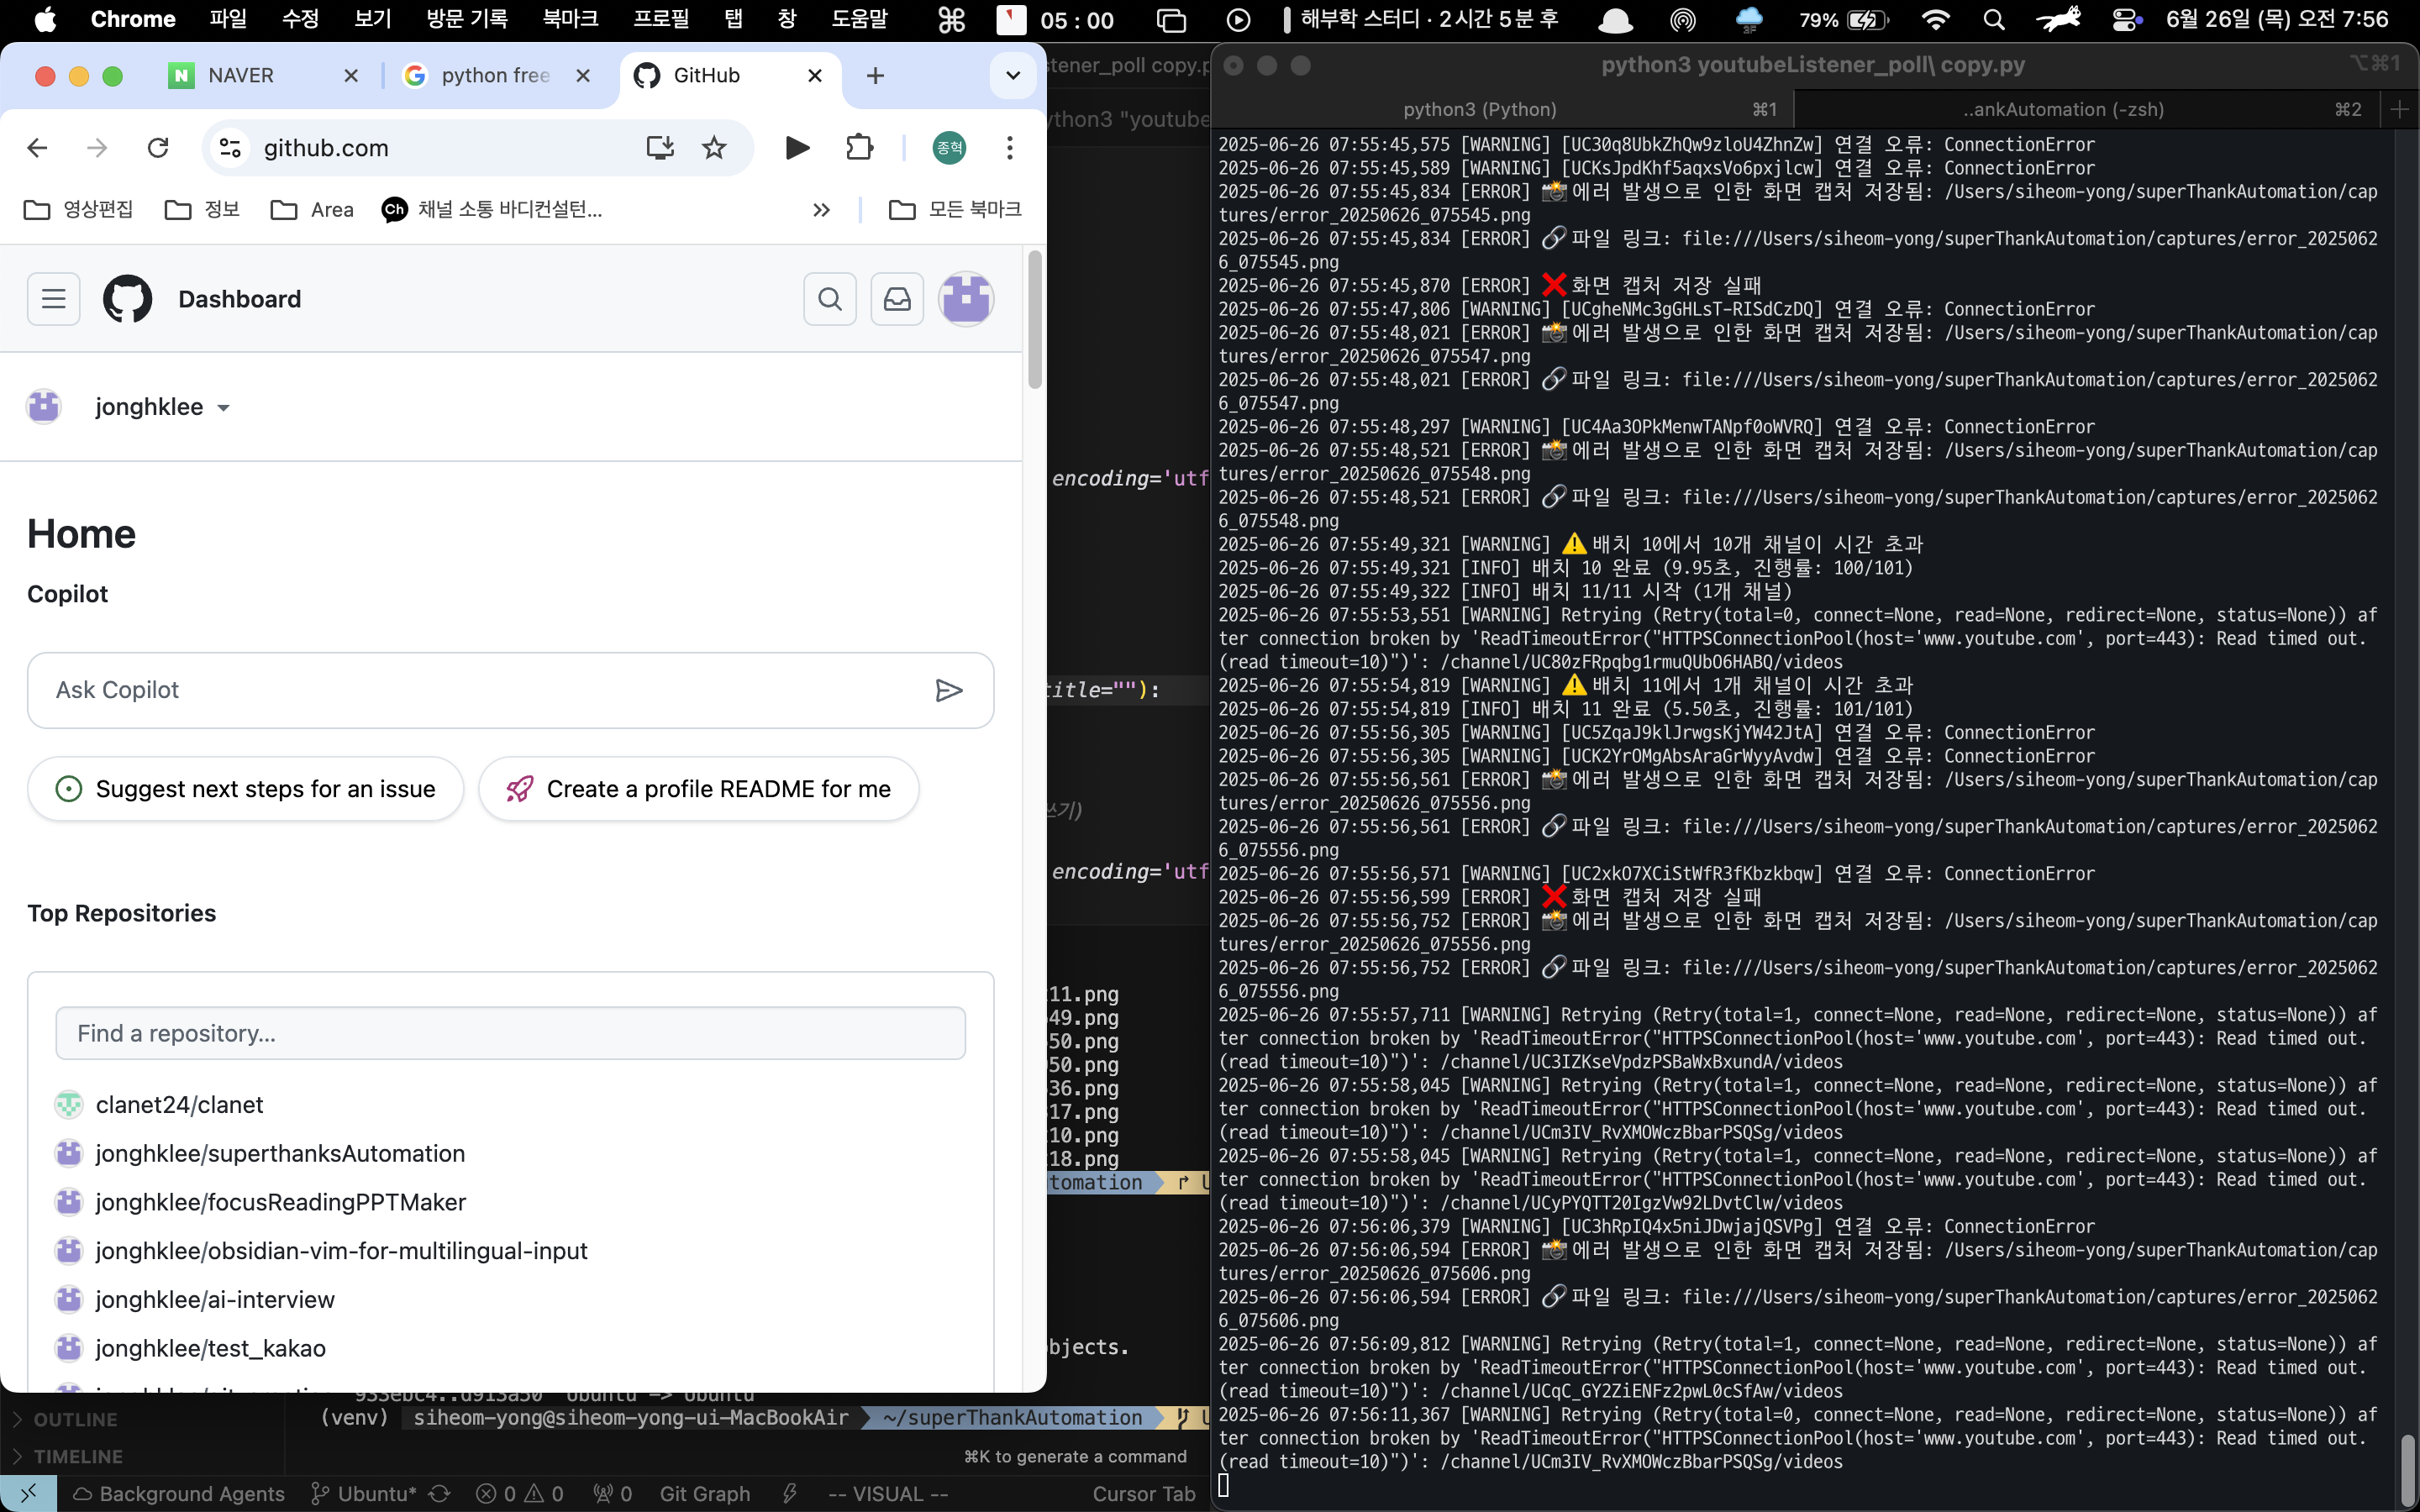 Chrome 파일 수정 보기 방문 기록 북마크 프로필 탭 창 도움말 05 : 00 해부학 스터디 · 2시간 5분 후 3F 79% 6월 26일 (목) 오전 7:56
NAVER
python free
GitHub
github.com
종혁
영상편집 정보 Area 채널 소통 바디컨설턴... 모든 북마크
Dashboard
jonghklee
Home
Copilot
Ask Copilot
Suggest next steps for an issue
Create a profile README for me
Top Repositories
Find a repository...
clanet24/clanet
jonghklee/superthanksAutomation
jonghklee/focusReadingPPTMaker
jonghklee/obsidian-vim-for-multilingual-input
jonghklee/ai-interview
jonghklee/test_kakao
stener_poll copy.p
ython3 "youtube
encoding='utf
title=""):
쓰기)
encoding='utf
11.png
49.png
50.png
50.png
36.png
17.png
10.png
18.png
tomation
bjects.
933ebc4..d913a50 Ubuntu -> Ubuntu
(venv) siheom-yong@siheom-yong-ui-MacBookAir ~/superThankAutomation
⌘K to generate a command
OUTLINE
TIMELINE
Background Agents Ubuntu* 0 0 0 Git Graph -- VISUAL -- Cursor Tab
python3 youtubeListener_poll\ copy.py ⌥⌘1
python3 (Python) ⌘1 ..ankAutomation (-zsh) ⌘2
2025-06-26 07:55:45,575 [WARNING] [UC30q8UbkZhQw9zloU4ZhnZw] 연결 오류: ConnectionError
2025-06-26 07:55:45,589 [WARNING] [UCKsJpdKhf5aqxsVo6pxjlcw] 연결 오류: ConnectionError
2025-06-26 07:55:45,834 [ERROR] 📸에러 발생으로 인한 화면 캡처 저장됨: /Users/siheom-yong/superThankAutomation/cap
tures/error_20250626_075545.png
2025-06-26 07:55:45,834 [ERROR] 🔗파일 링크: file:///Users/siheom-yong/superThankAutomation/captures/error_2025062
6_075545.png
2025-06-26 07:55:45,870 [ERROR] ❌화면 캡처 저장 실패
2025-06-26 07:55:47,806 [WARNING] [UCgheNMc3gGHLsT-RISdCzDQ] 연결 오류: ConnectionError
2025-06-26 07:55:48,021 [ERROR] 📸에러 발생으로 인한 화면 캡처 저장됨: /Users/siheom-yong/superThankAutomation/cap
tures/error_20250626_075547.png
2025-06-26 07:55:48,021 [ERROR] 🔗파일 링크: file:///Users/siheom-yong/superThankAutomation/captures/error_2025062
6_075547.png
2025-06-26 07:55:48,297 [WARNING] [UC4Aa3OPkMenwTANpf0oWVRQ] 연결 오류: ConnectionError
2025-06-26 07:55:48,521 [ERROR] 📸에러 발생으로 인한 화면 캡처 저장됨: /Users/siheom-yong/superThankAutomation/cap
tures/error_20250626_075548.png
2025-06-26 07:55:48,521 [ERROR] 🔗파일 링크: file:///Users/siheom-yong/superThankAutomation/captures/error_2025062
6_075548.png
2025-06-26 07:55:49,321 [WARNING] ⚠️배치 10에서 10개 채널이 시간 초과
2025-06-26 07:55:49,321 [INFO] 배치 10 완료 (9.95초, 진행률: 100/101)
2025-06-26 07:55:49,322 [INFO] 배치 11/11 시작 (1개 채널)
2025-06-26 07:55:53,551 [WARNING] Retrying (Retry(total=0, connect=None, read=None, redirect=None, status=None)) af
ter connection broken by 'ReadTimeoutError("HTTPSConnectionPool(host='www.youtube.com', port=443): Read timed out.
(read timeout=10)")': /channel/UC80zFRpqbg1rmuQUbO6HABQ/videos
2025-06-26 07:55:54,819 [WARNING] ⚠️배치 11에서 1개 채널이 시간 초과
2025-06-26 07:55:54,819 [INFO] 배치 11 완료 (5.50초, 진행률: 101/101)
2025-06-26 07:55:56,305 [WARNING] [UC5ZqaJ9klJrwgsKjYW42JtA] 연결 오류: ConnectionError
2025-06-26 07:55:56,305 [WARNING] [UCK2YrOMgAbsAraGrWyyAvdw] 연결 오류: ConnectionError
2025-06-26 07:55:56,561 [ERROR] 📸에러 발생으로 인한 화면 캡처 저장됨: /Users/siheom-yong/superThankAutomation/cap
tures/error_20250626_075556.png
2025-06-26 07:55:56,561 [ERROR] 🔗파일 링크: file:///Users/siheom-yong/superThankAutomation/captures/error_2025062
6_075556.png
2025-06-26 07:55:56,571 [WARNING] [UC2xkO7XCiStWfR3fKbzkbqw] 연결 오류: ConnectionError
2025-06-26 07:55:56,599 [ERROR] ❌화면 캡처 저장 실패
2025-06-26 07:55:56,752 [ERROR] 📸에러 발생으로 인한 화면 캡처 저장됨: /Users/siheom-yong/superThankAutomation/cap
tures/error_20250626_075556.png
2025-06-26 07:55:56,752 [ERROR] 🔗파일 링크: file:///Users/siheom-yong/superThankAutomation/captures/error_2025062
6_075556.png
2025-06-26 07:55:57,711 [WARNING] Retrying (Retry(total=1, connect=None, read=None, redirect=None, status=None)) af
ter connection broken by 'ReadTimeoutError("HTTPSConnectionPool(host='www.youtube.com', port=443): Read timed out.
(read timeout=10)")': /channel/UC3IZKseVpdzPSBaWxBxundA/videos
2025-06-26 07:55:58,045 [WARNING] Retrying (Retry(total=1, connect=None, read=None, redirect=None, status=None)) af
ter connection broken by 'ReadTimeoutError("HTTPSConnectionPool(host='www.youtube.com', port=443): Read timed out.
(read timeout=10)")': /channel/UCm3IV_RvXMOWczBbarPSQSg/videos
2025-06-26 07:55:58,045 [WARNING] Retrying (Retry(total=1, connect=None, read=None, redirect=None, status=None)) af
ter connection broken by 'ReadTimeoutError("HTTPSConnectionPool(host='www.youtube.com', port=443): Read timed out.
(read timeout=10)")': /channel/UCyPYQTT20IgzVw92LDvtClw/videos
2025-06-26 07:56:06,379 [WARNING] [UC3hRpIQ4x5niJDwjajQSVPg] 연결 오류: ConnectionError
2025-06-26 07:56:06,594 [ERROR] 📸에러 발생으로 인한 화면 캡처 저장됨: /Users/siheom-yong/superThankAutomation/cap
tures/error_20250626_075606.png
2025-06-26 07:56:06,594 [ERROR] 🔗파일 링크: file:///Users/siheom-yong/superThankAutomation/captures/error_2025062
6_075606.png
2025-06-26 07:56:09,812 [WARNING] Retrying (Retry(total=1, connect=None, read=None, redirect=None, status=None)) af
ter connection broken by 'ReadTimeoutError("HTTPSConnectionPool(host='www.youtube.com', port=443): Read timed out.
(read timeout=10)")': /channel/UCqC_GY2ZiENFz2pwL0cSfAw/videos
2025-06-26 07:56:11,367 [WARNING] Retrying (Retry(total=0, connect=None, read=None, redirect=None, status=None)) af
ter connection broken by 'ReadTimeoutError("HTTPSConnectionPool(host='www.youtube.com', port=443): Read timed out.
(read timeout=10)")': /channel/UCm3IV_RvXMOWczBbarPSQSg/videos